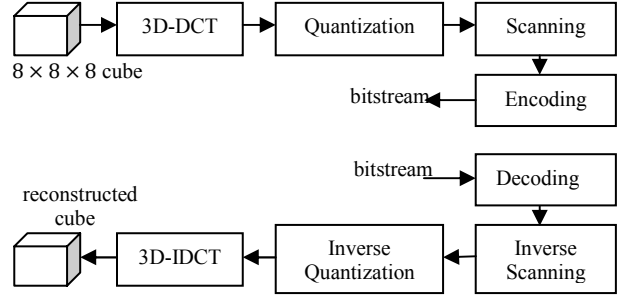 3D-DCT
Quantization
Scanning
8 × 8 × 8 cube
bitstream
Encoding
bitstream
Decoding
reconstructed
cube
3D-IDCT
Inverse
Quantization
Inverse
Scanning